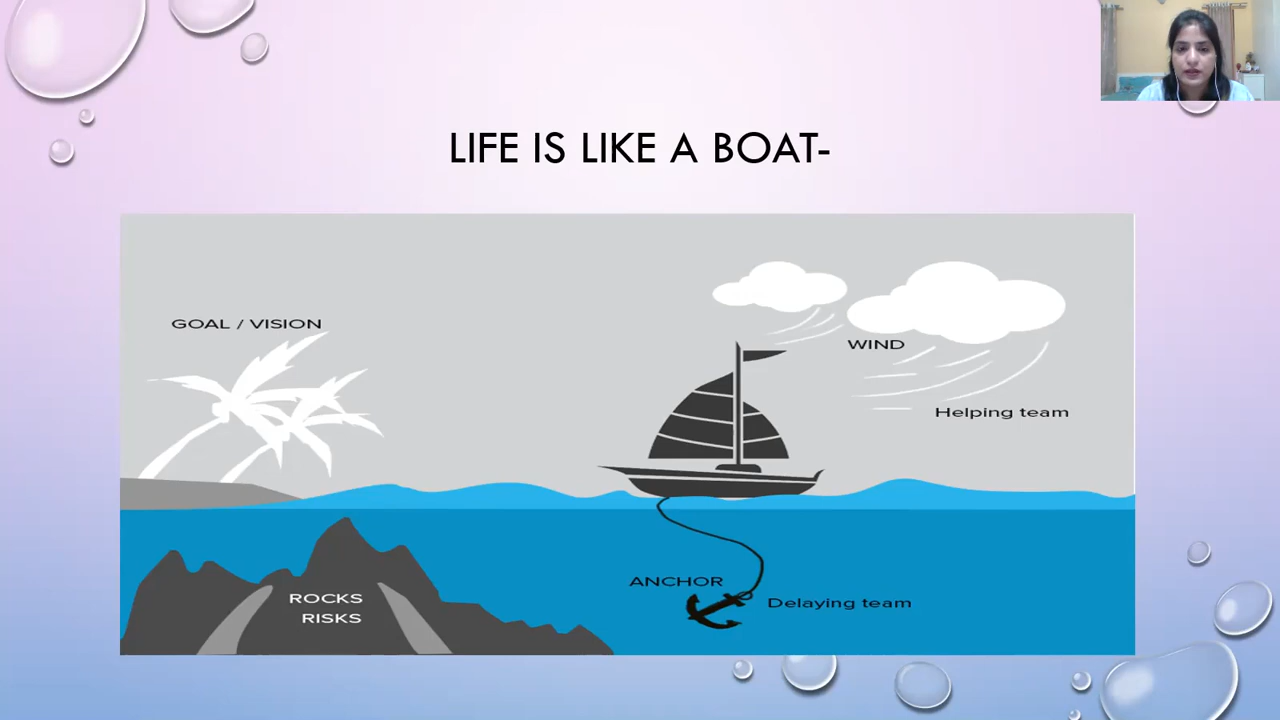 LIFE IS LIKE A BOAT-
GOAL / VISION
WIND
Helping team
ANCHOR
Delaying team
ROCKS
RISKS